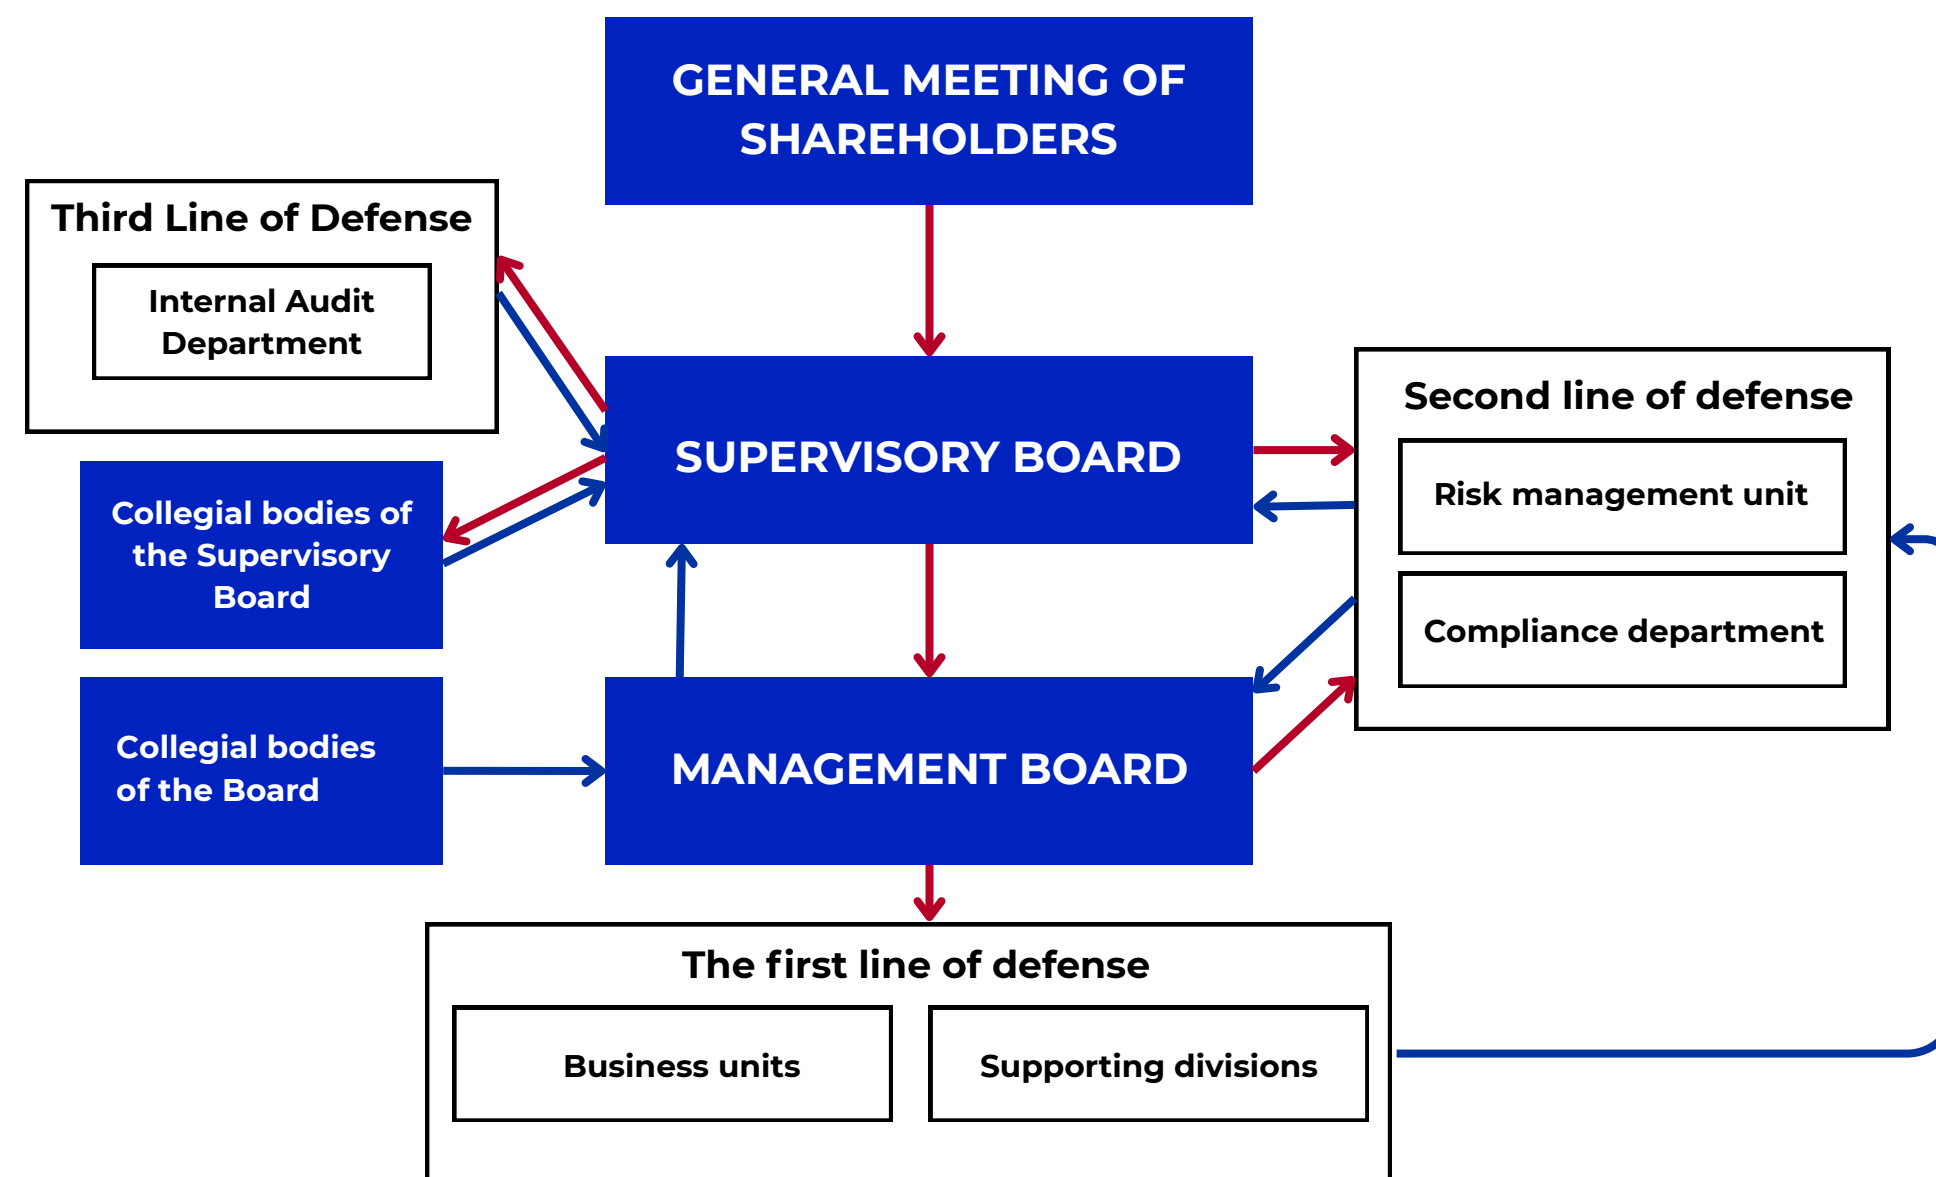 GENERAL MEETING OF
SHAREHOLDERS
Third Line of Defense
Internal Audit
Department
SUPERVISORY BOARD
Second line of defense
Risk management unit
Compliance department
Collegial bodies of
the Supervisory
Board
Collegial bodies
of the Board
MANAGEMENT BOARD
The first line of defense
Business units
Supporting divisions